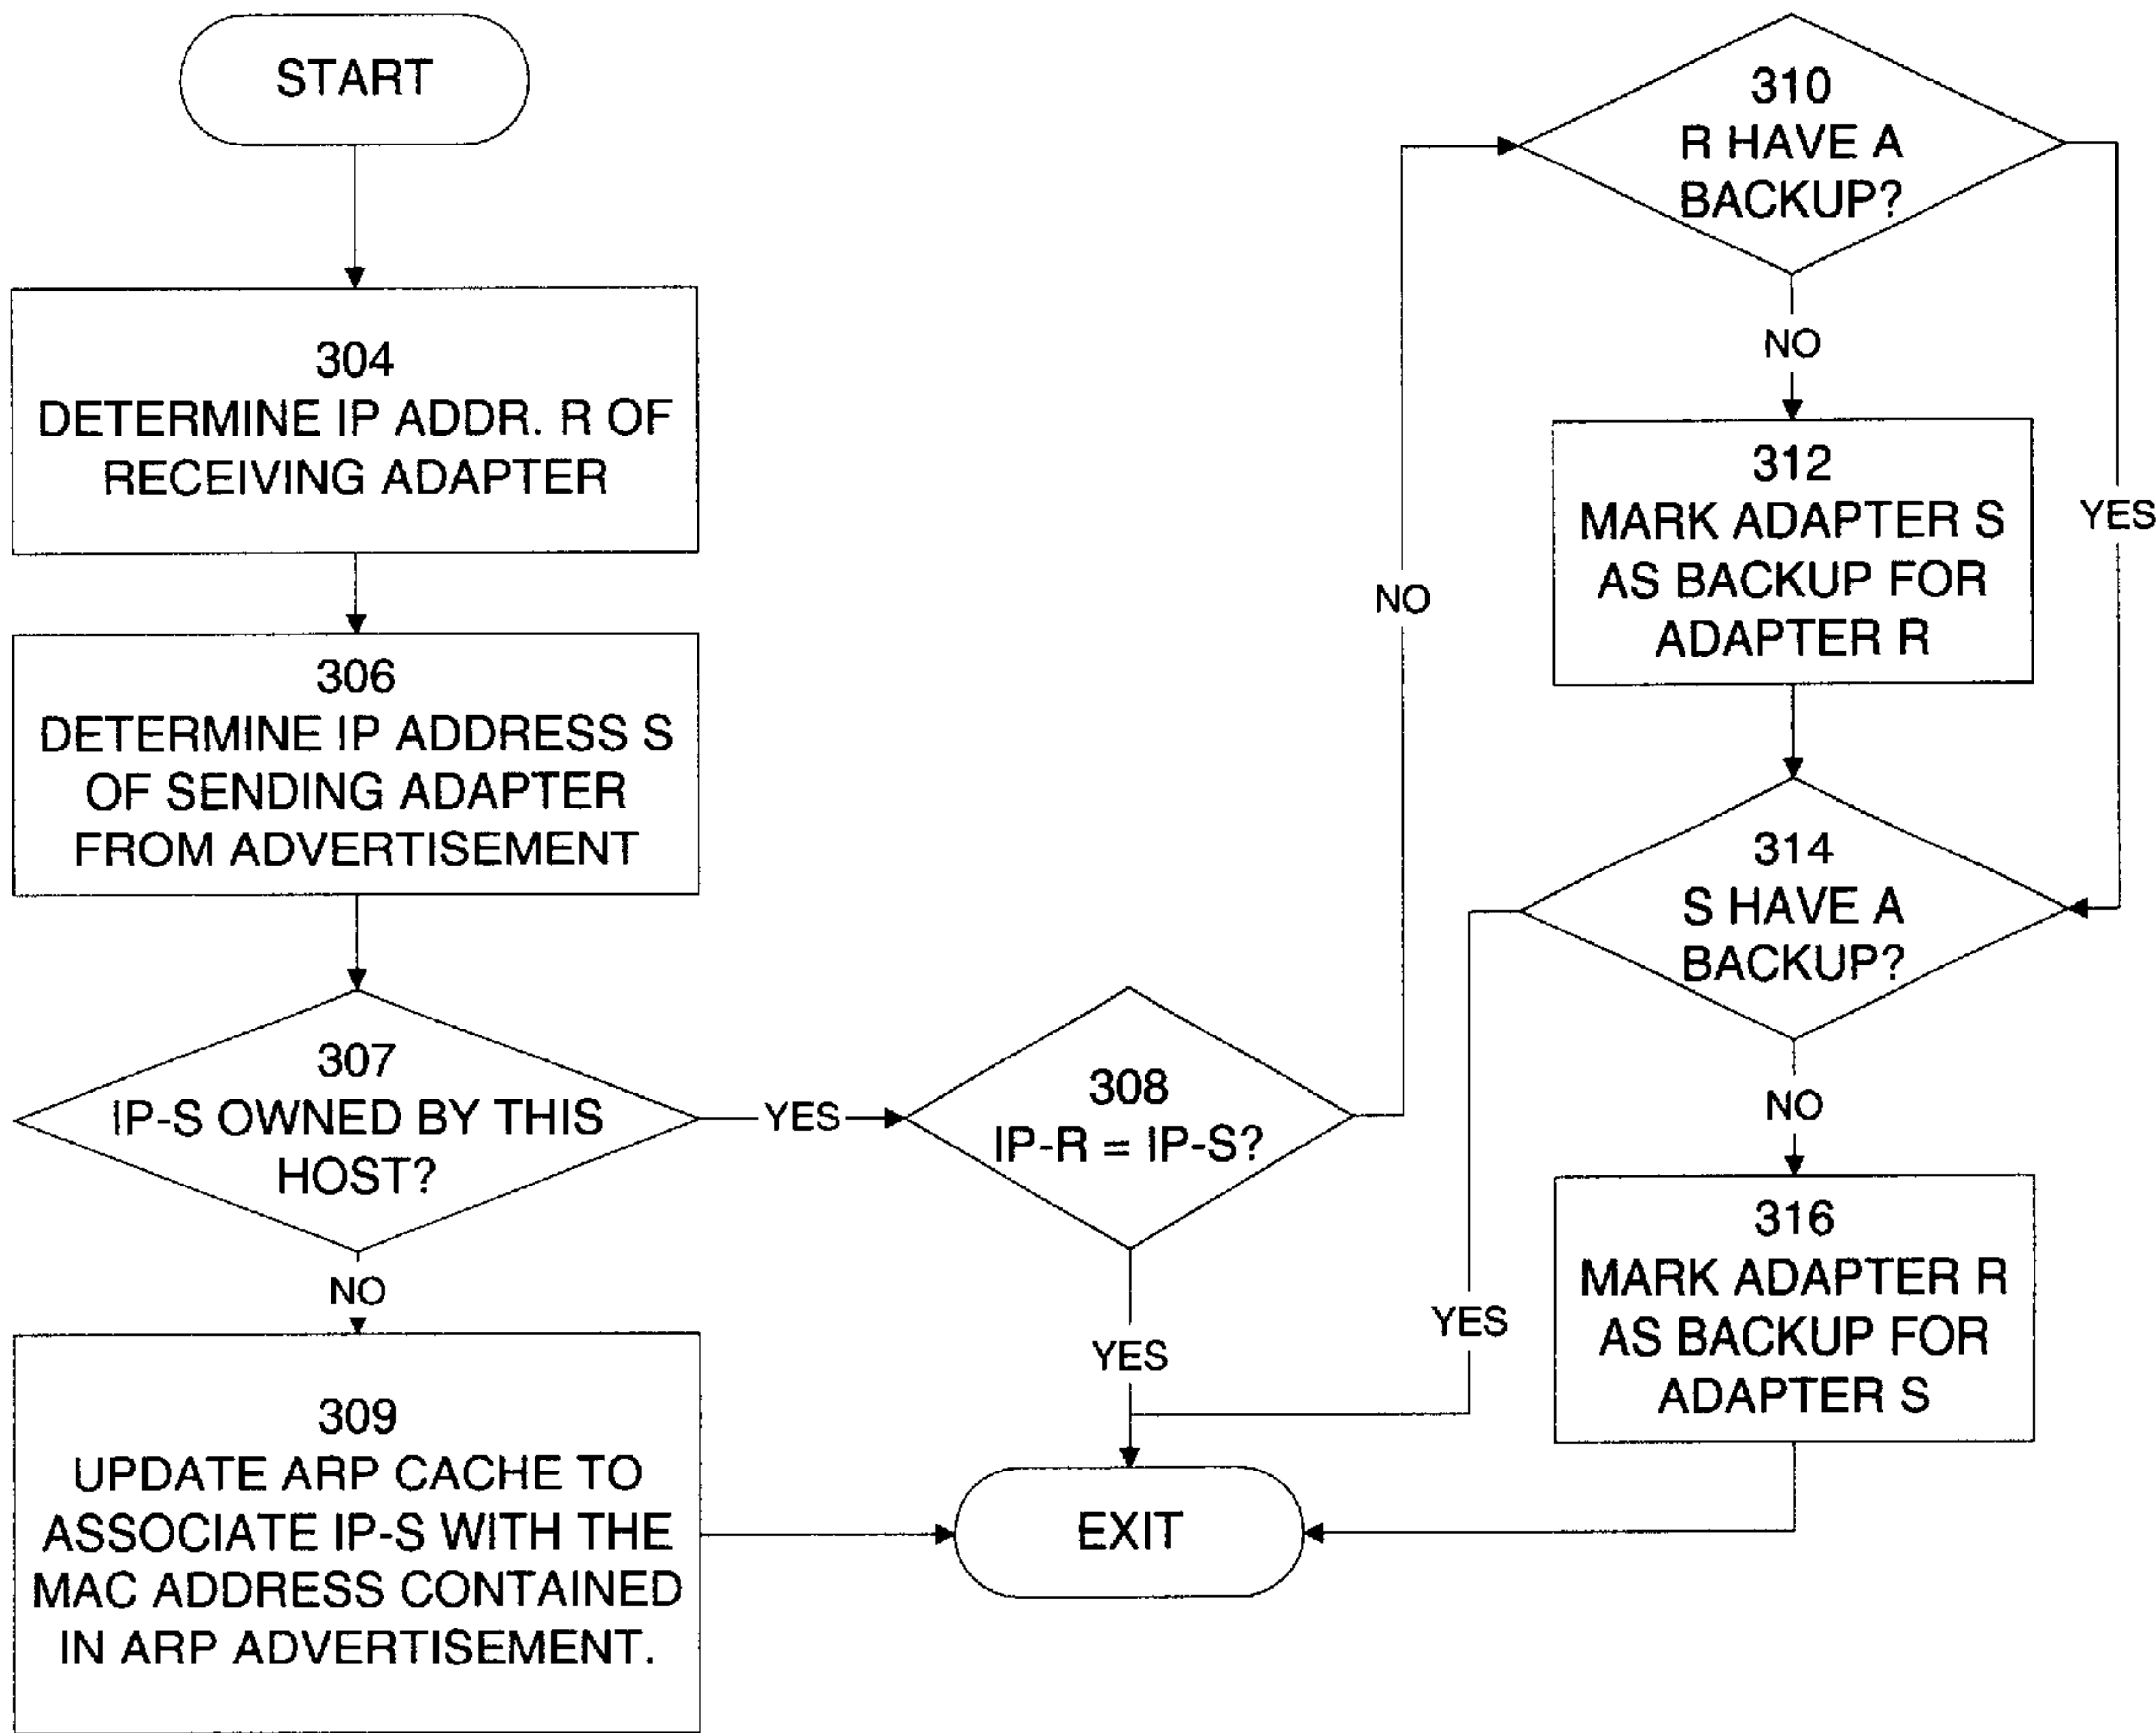 START
304
DETERMINE IP ADDR. R OF
RECEIVING ADAPTER
306
DETERMINE IP ADDRESS S
OF SENDING ADAPTER
FROM ADVERTISEMENT
307
IP-S OWNED BY THIS
HOST?
YES
NO
308
IP-R = IP-S?
NO
YES
309
UPDATE ARP CACHE TO
ASSOCIATE IP-S WITH THE
MAC ADDRESS CONTAINED
IN ARP ADVERTISEMENT.
310
R HAVE A
BACKUP?
NO
YES
312
MARK ADAPTER S
AS BACKUP FOR
ADAPTER R
314
S HAVE A
BACKUP?
NO
YES
316
MARK ADAPTER R
AS BACKUP FOR
ADAPTER S
EXIT